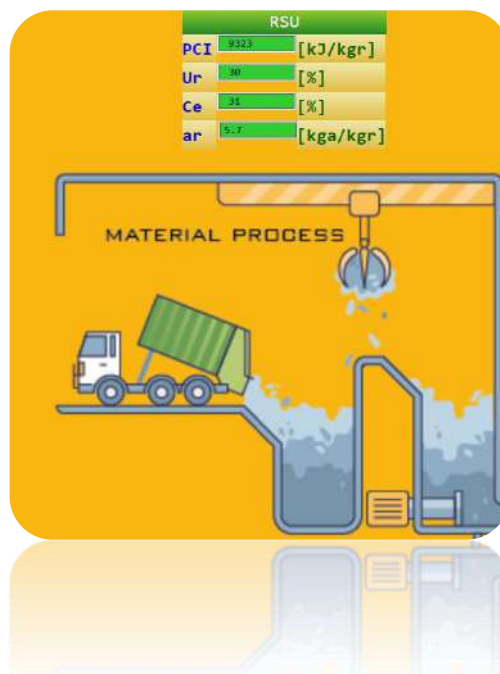 RSU
PCI 9323 [kJ/kgr]
Ur 30 [%]
Ce 31 [%]
ar 5.7 [kga/kgr]
MATERIAL PROCESS